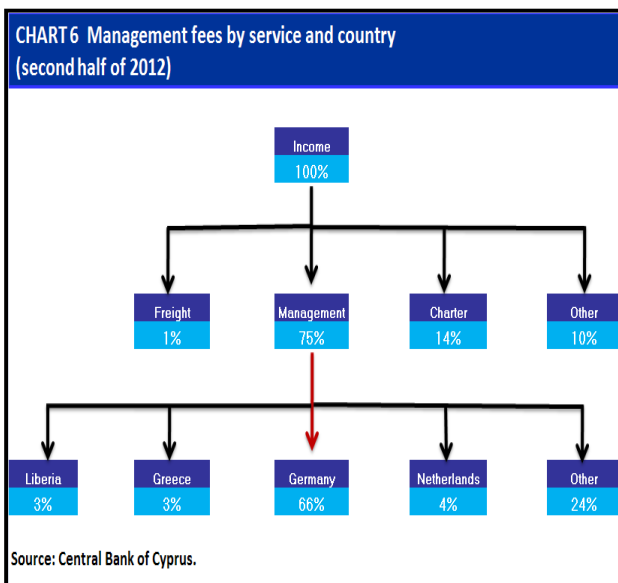 CHART 6 Management fees by service and country
(second half of 2012)
Income
100%
Freight
1%
Management
75%
Charter
14%
Other
10%
Liberia
3%
Greece
3%
Germany
66%
Netherlands
4%
Other
24%
Source: Central Bank of Cyprus.